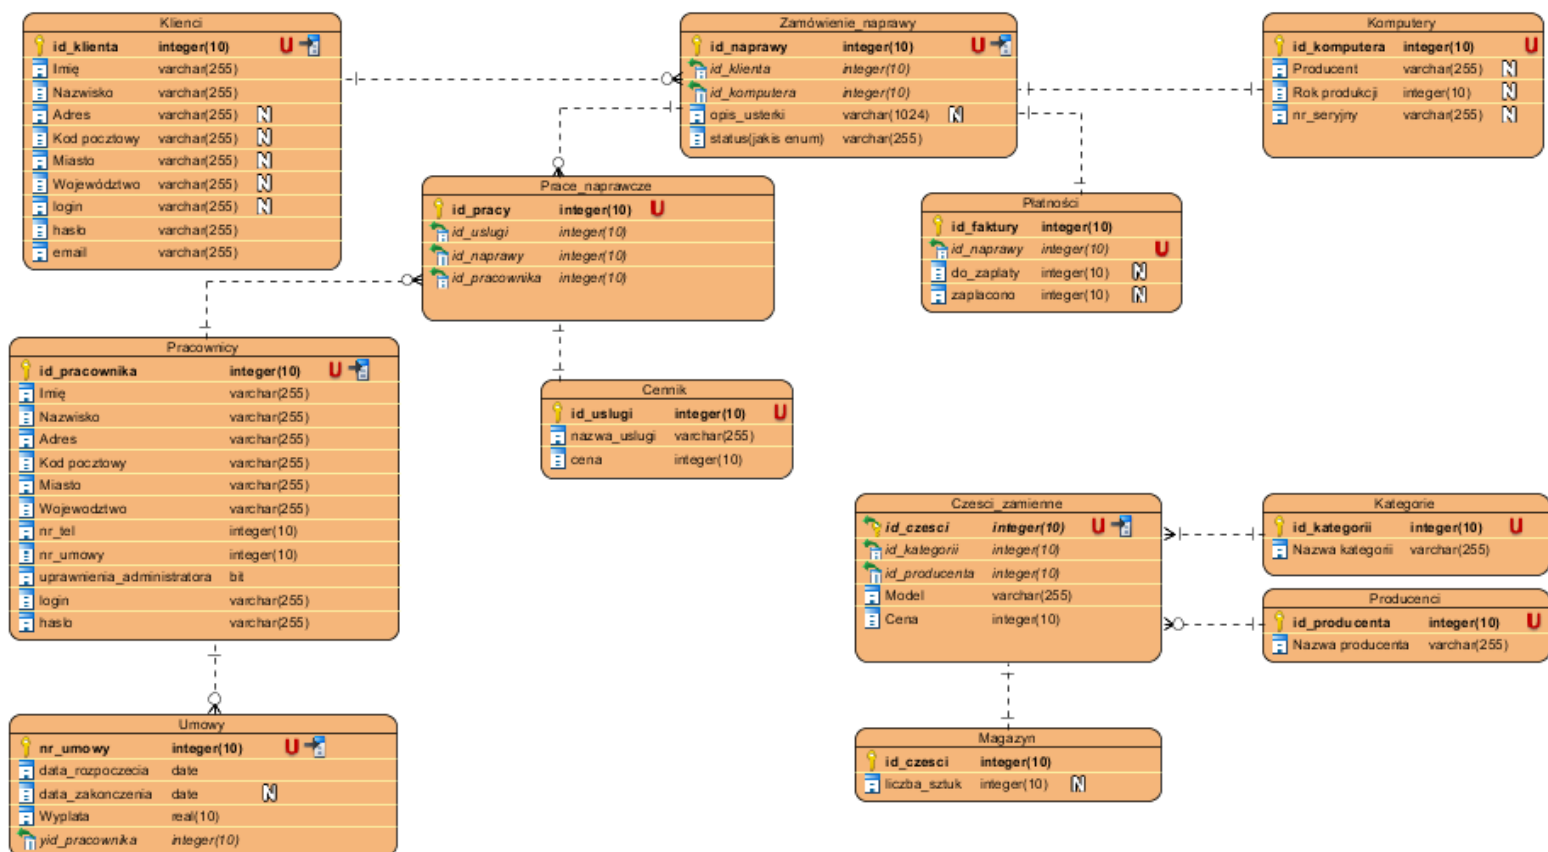 Klienci
id_klienta integer(10) U
Imię varchar(255)
Nazwisko varchar(255)
Adres varchar(255) N
Kod pocztowy varchar(255) N
Miasto varchar(255) N
Województwo varchar(255) N
login varchar(255) N
hasło varchar(255)
email varchar(255)
Zamówienie_naprawy
id_naprawy integer(10) U
id_klienta integer(10)
id_komputera integer(10)
opis_usterki varchar(1024) N
status(jakis enum) varchar(255)
Komputery
id_komputera integer(10) U
Producent varchar(255) N
Rok produkcji integer(10) N
nr_seryjny varchar(255) N
Prace_naprawcze
id_pracy integer(10) U
id_uslugi integer(10)
id_naprawy integer(10)
id_pracownika integer(10)
Płatności
id_faktury integer(10)
id_naprawy integer(10) U
do_zaplaty integer(10) N
zaplacono integer(10) N
Pracownicy
id_pracownika integer(10) U
Imię varchar(255)
Nazwisko varchar(255)
Adres varchar(255)
Kod pocztowy varchar(255)
Miasto varchar(255)
Wojewodztwo varchar(255)
nr_tel integer(10)
nr_umowy integer(10)
uprawnienia_administratora bit
login varchar(255)
hasło varchar(255)
Cennik
id_uslugi integer(10) U
nazwa_uslugi varchar(255)
cena integer(10)
Czesci_zamienne
id_czesci integer(10) U
id_kategorii integer(10)
id_producenta integer(10)
Model varchar(255)
Cena integer(10)
Kategorie
id_kategorii integer(10) U
Nazwa kategorii varchar(255)
Producenci
id_producenta integer(10) U
Nazwa producenta varchar(255)
Umowy
nr_umowy integer(10) U
data_rozpoczecia date
data_zakonczenia date N
Wyplata real(10)
yid_pracownika integer(10)
Magazyn
id_czesci integer(10)
liczba_sztuk integer(10) N